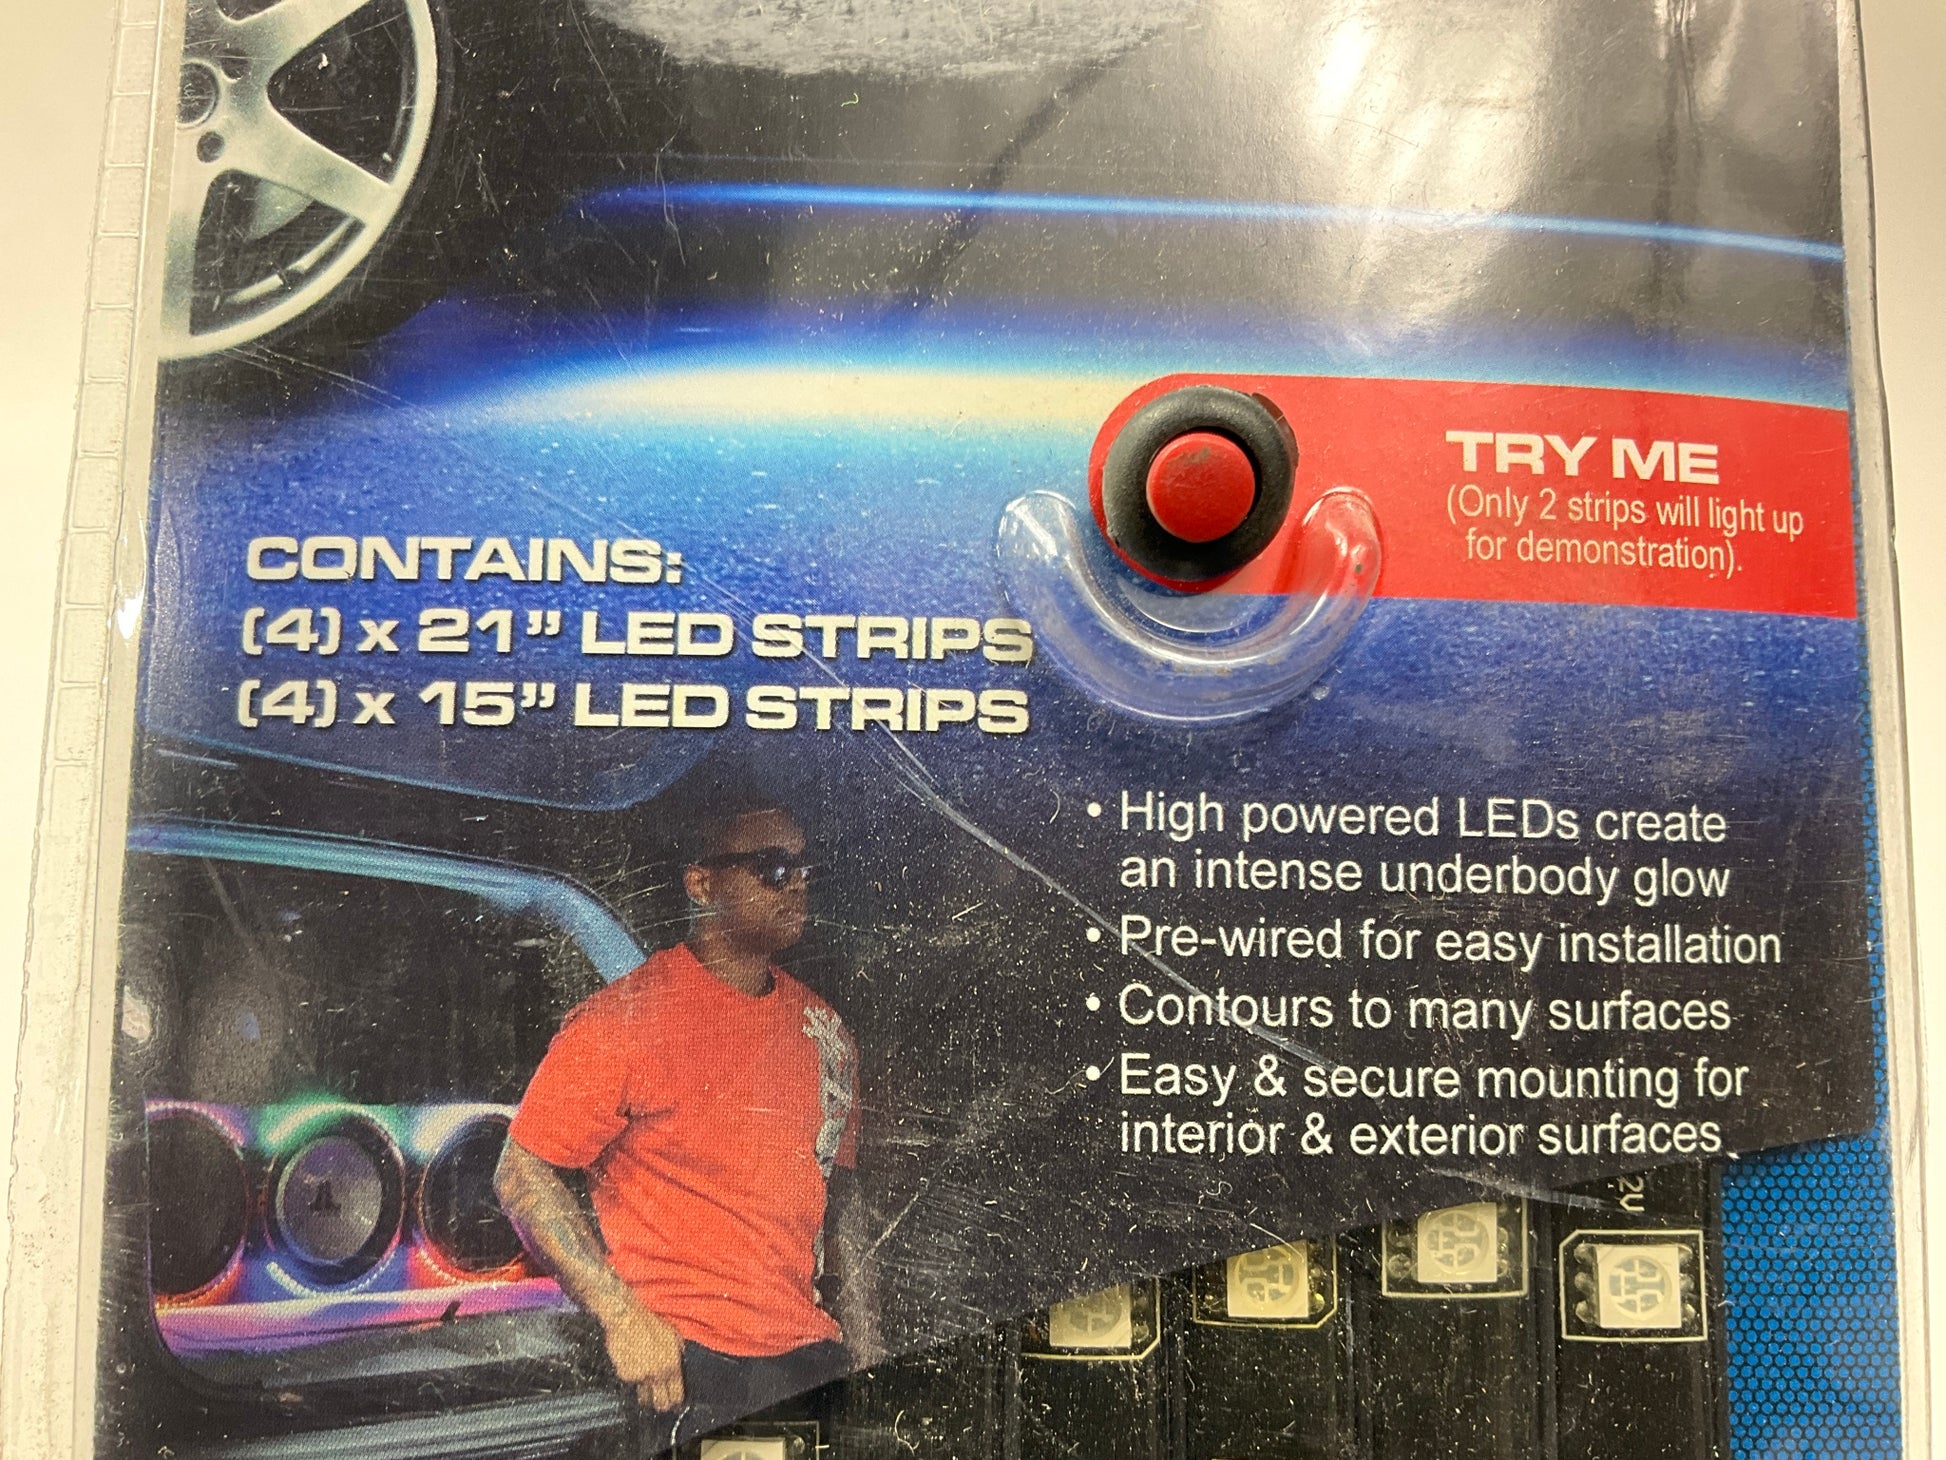 CONTAINS:
(4) x 21” LED STRIPS
(4) x 15” LED STRIPS
TRY ME
(Only 2 strips will light up
for demonstration).
• High powered LEDs create
an intense underbody glow
• Pre-wired for easy installation
• Contours to many surfaces
• Easy & secure mounting for
interior & exterior surfaces
2V